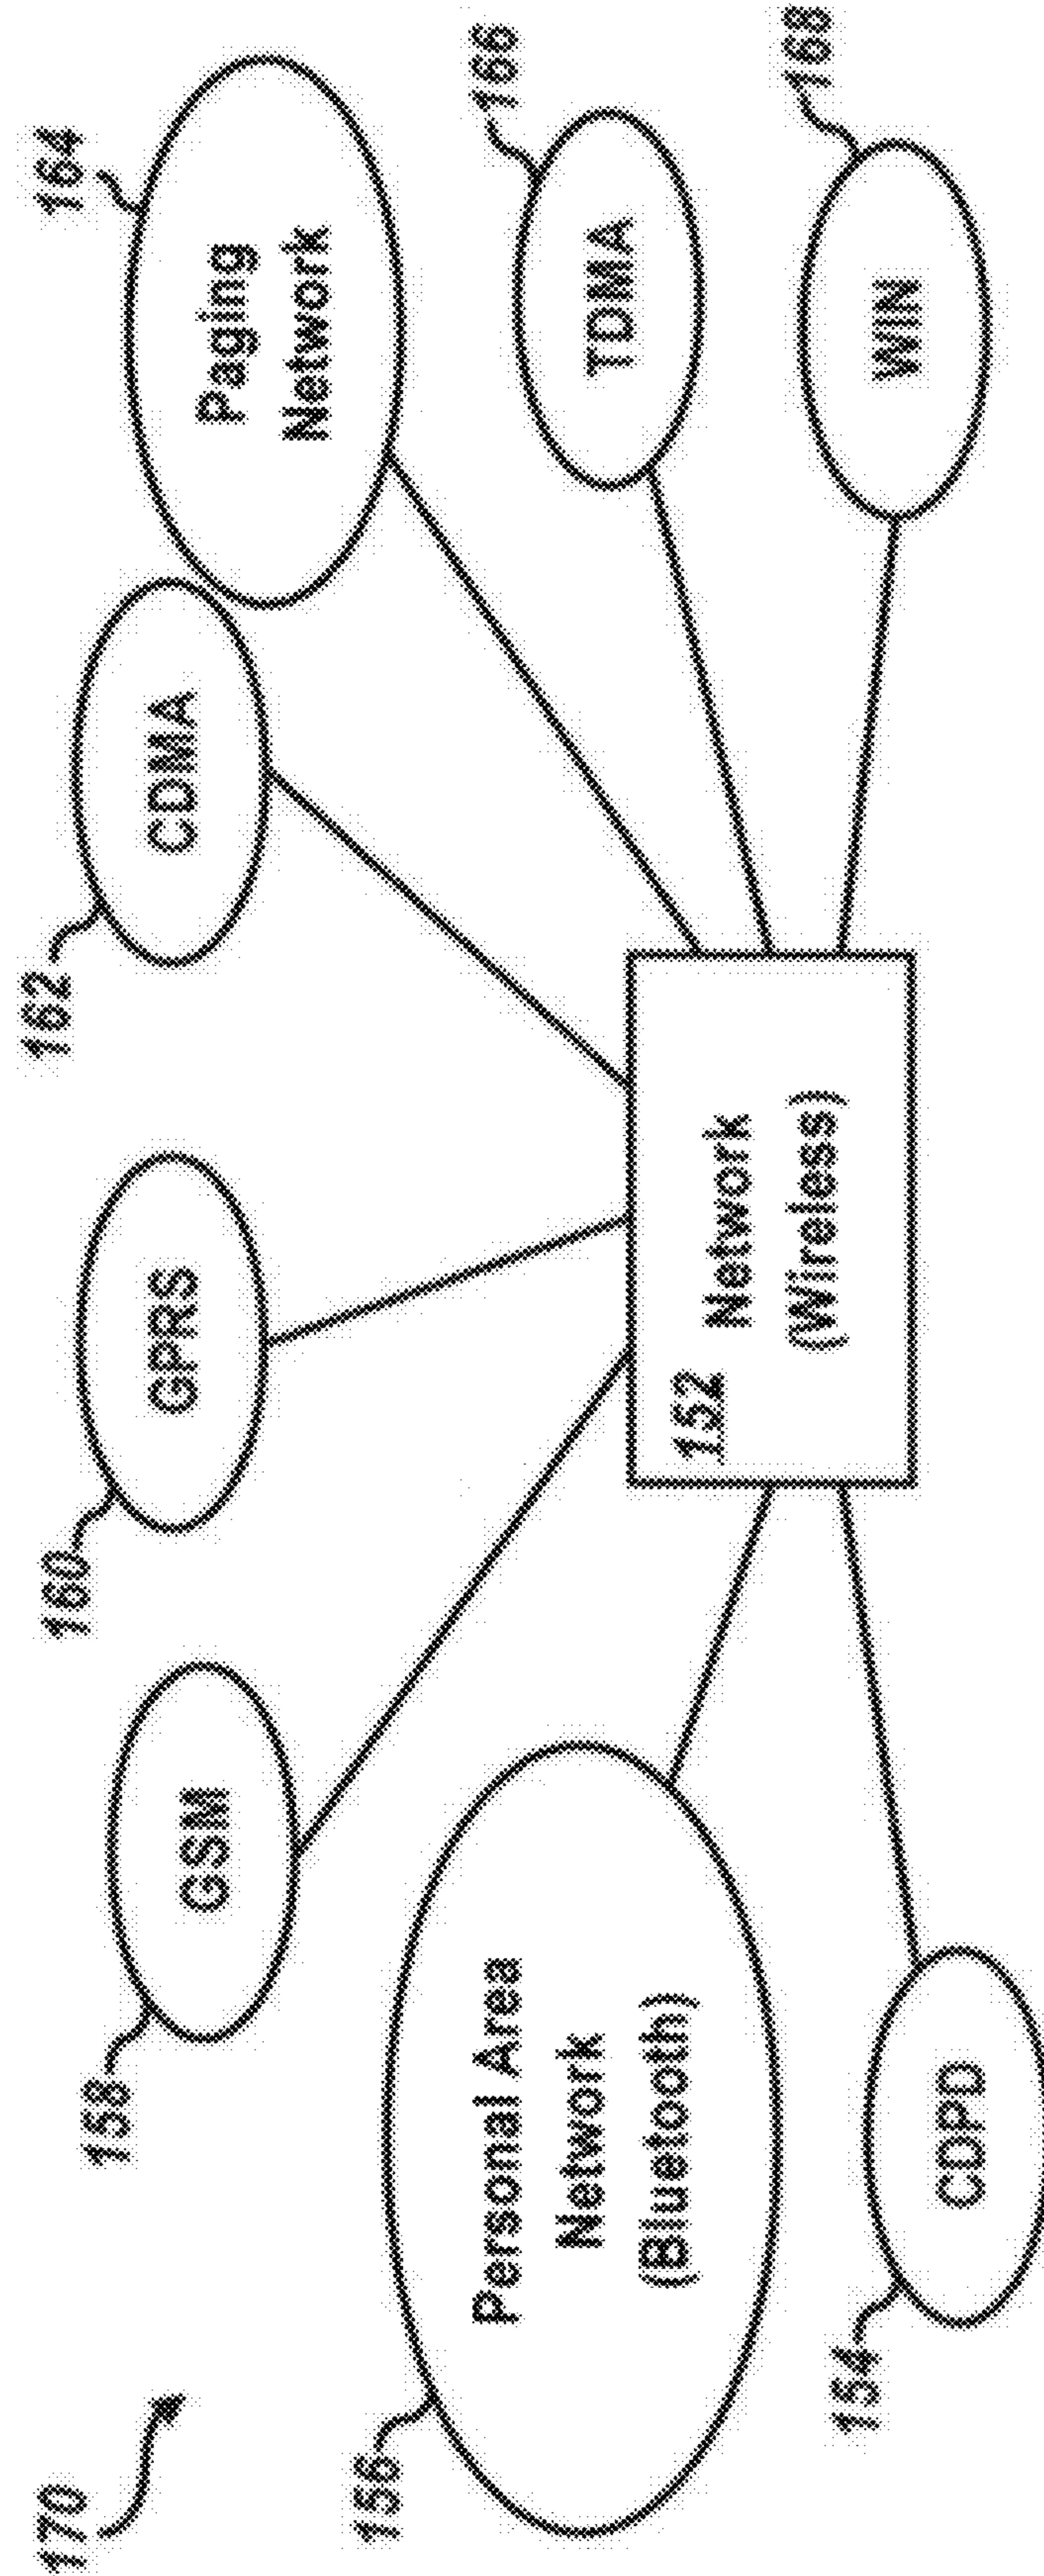 170
158
GSM
160
GPRS
162
CDMA
164
Paging
Network
156
Personal Area
Network
(Bluetooth)
166
TDMA
152
Network
(Wireless)
154
CDPD
168
WIN